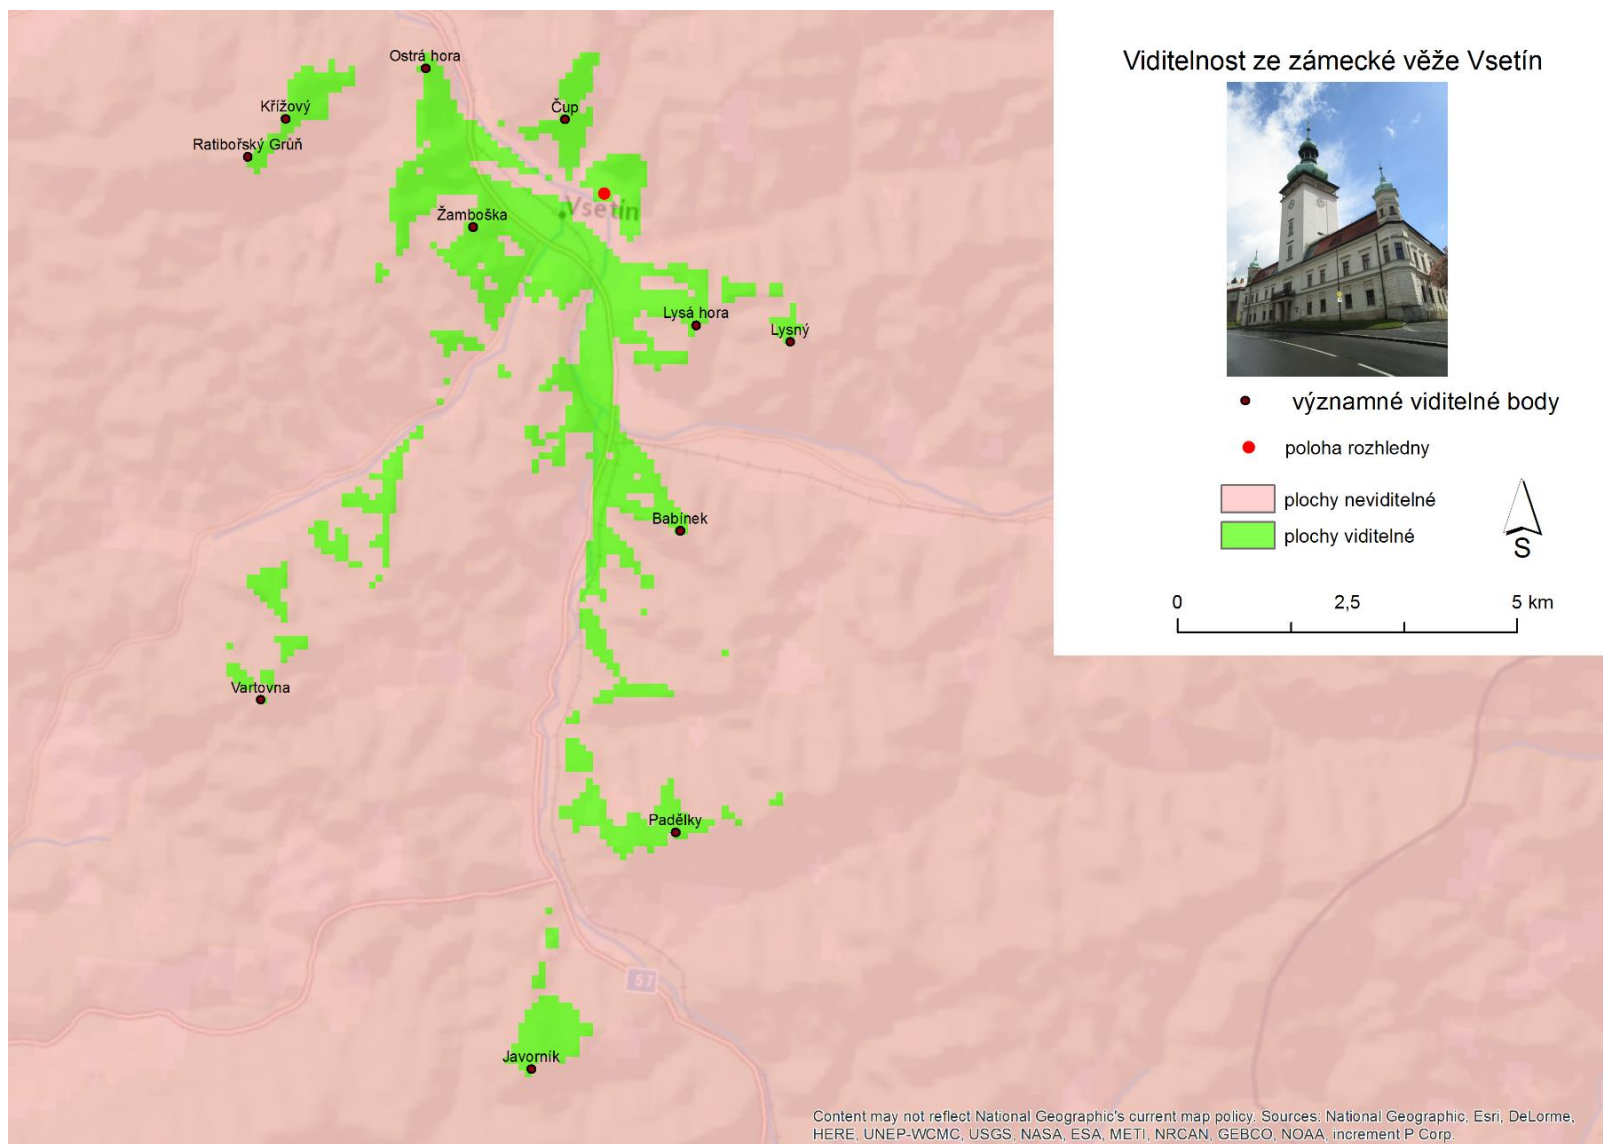 Viditelnost ze zámecké věže Vsetín
Ostrá hora
Křížový
Čup
Ratibořský Grůň
Vsetín
Žamboška
Lysá hora
Lysný
Babínek
Vartovna
Padělky
57
Javorník
významné viditelné body
poloha rozhledny
plochy neviditelné
plochy viditelné
S
0 2,5 5 km
Content may not reflect National Geographic's current map policy. Sources: National Geographic, Esri, DeLorme,
HERE, UNEP-WCMC, USGS, NASA, ESA, METI, NRCAN, GEBCO, NOAA, increment P Corp.